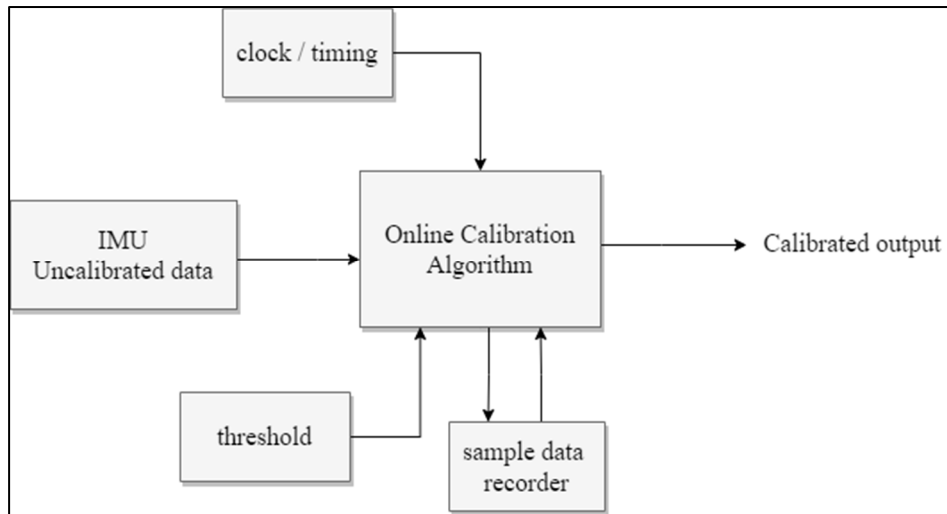 clock / timing
IMU
Uncalibrated data
Online Calibration
Algorithm
Calibrated output
threshold
sample data
recorder